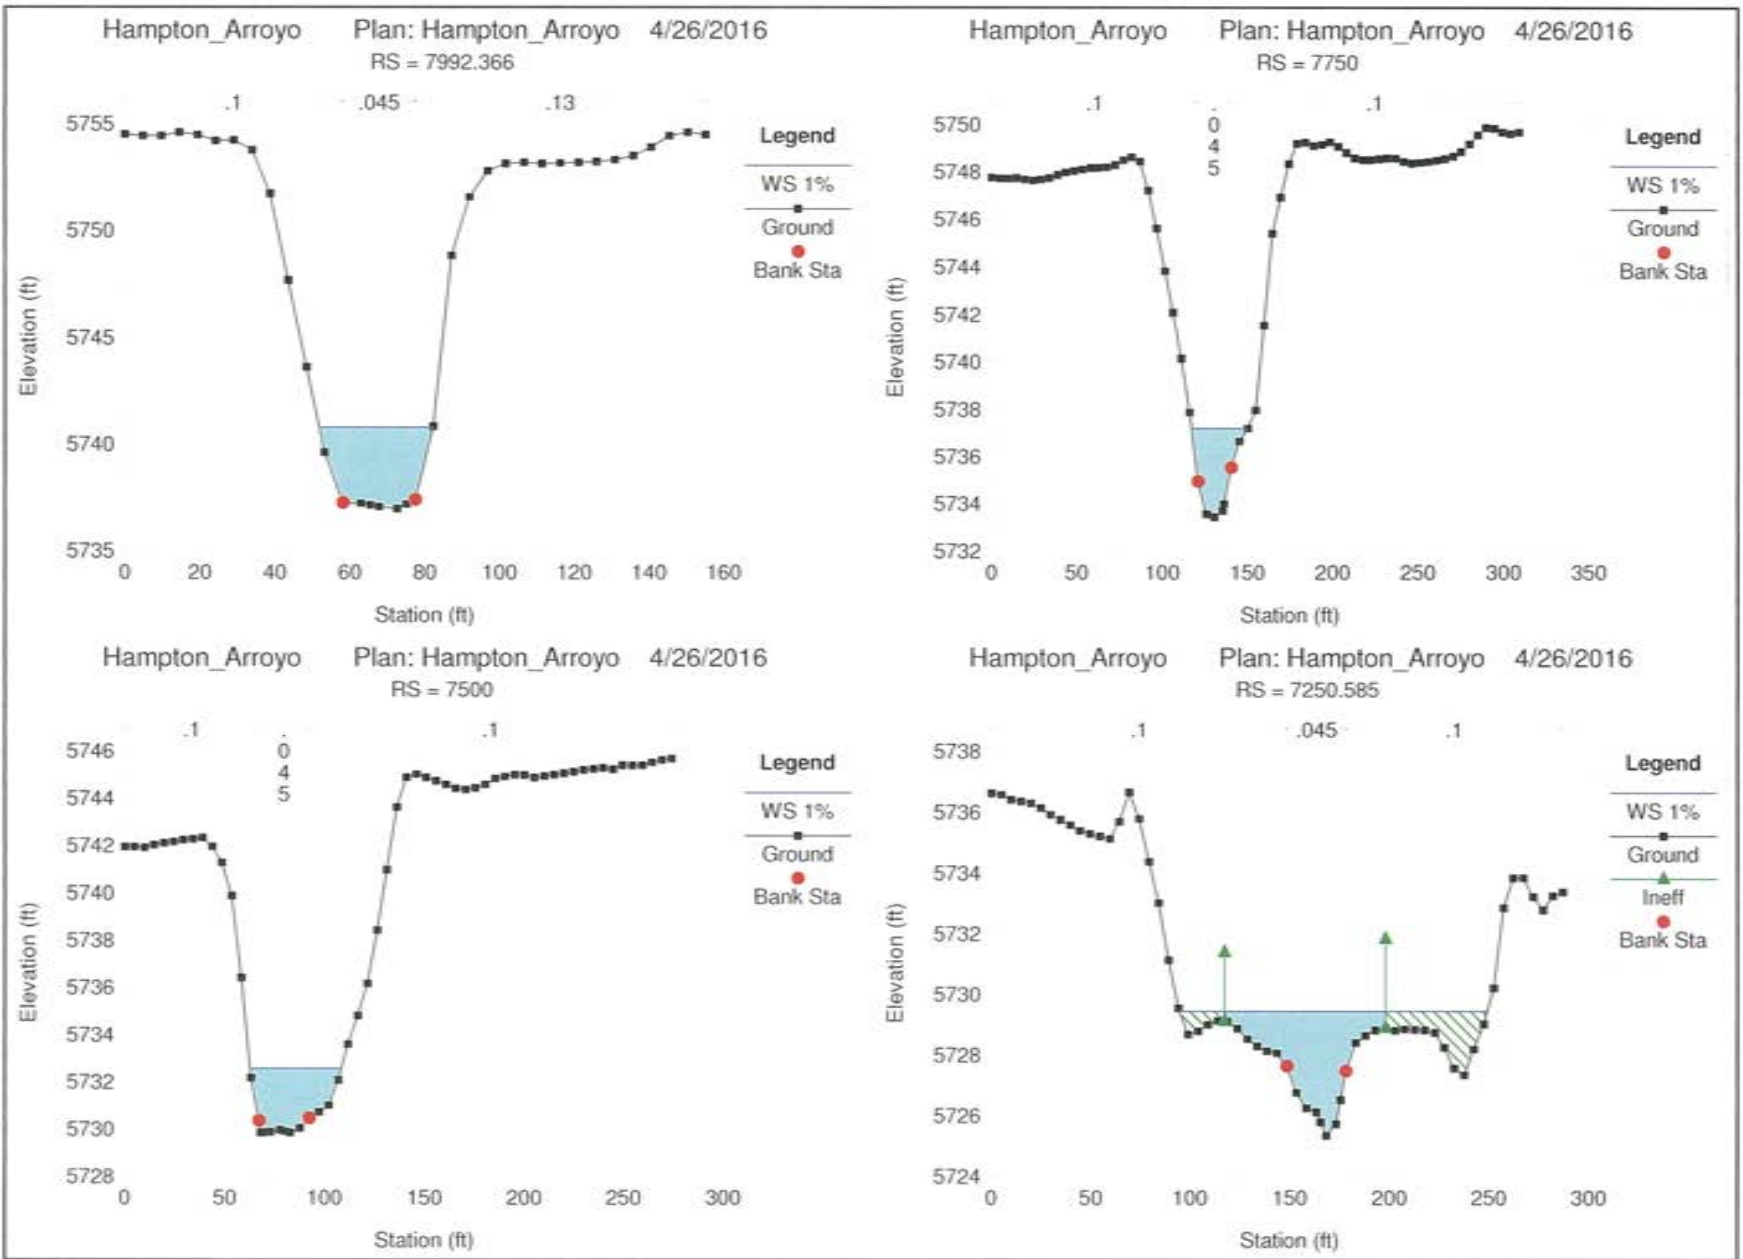 Hampton_Arroyo Plan: Hampton_Arroyo 4/26/2016
RS = 7992.366
.1 .045 .13
Legend
WS 1%
Ground
Bank Sta
Elevation (ft)
5755
5750
5745
5740
5735
0 20 40 60 80 100 120 140 160
Station (ft)
Hampton_Arroyo Plan: Hampton_Arroyo 4/26/2016
RS = 7750
.1 . .1
0
4
5
Legend
WS 1%
Ground
Bank Sta
Elevation (ft)
5750
5748
5746
5744
5742
5740
5738
5736
5734
5732
0 50 100 150 200 250 300 350
Station (ft)
Hampton_Arroyo Plan: Hampton_Arroyo 4/26/2016
RS = 7500
.1 . .1
0
4
5
Legend
WS 1%
Ground
Bank Sta
Elevation (ft)
5746
5744
5742
5740
5738
5736
5734
5732
5730
5728
0 50 100 150 200 250 300
Station (ft)
Hampton_Arroyo Plan: Hampton_Arroyo 4/26/2016
RS = 7250.585
.1 .045 .1
Legend
WS 1%
Ground
Ineff
Bank Sta
Elevation (ft)
5738
5736
5734
5732
5730
5728
5726
5724
0 50 100 150 200 250 300
Station (ft)